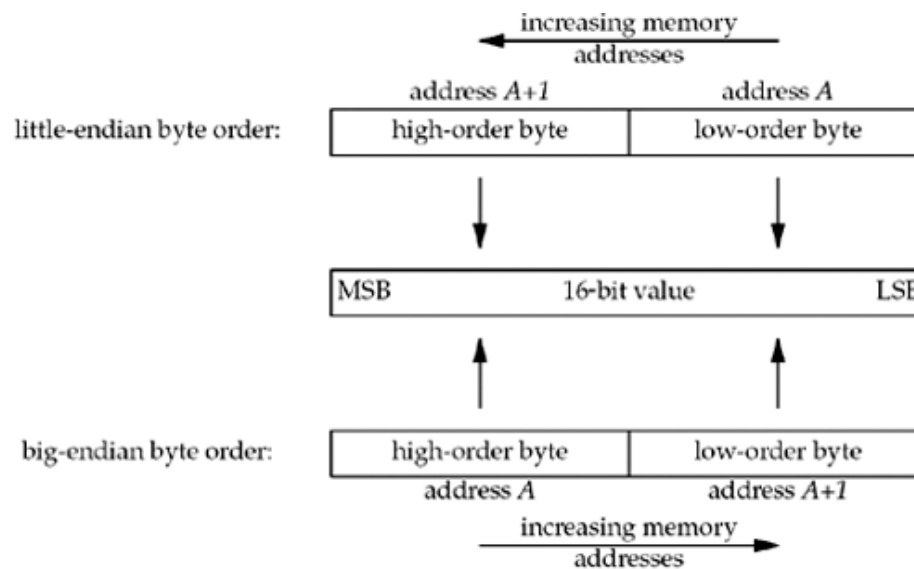 increasing memory
addresses
address A+1 address A
little-endian byte order: high-order byte low-order byte
MSB 16-bit value LSB
big-endian byte order: high-order byte low-order byte
address A address A+1
increasing memory
addresses